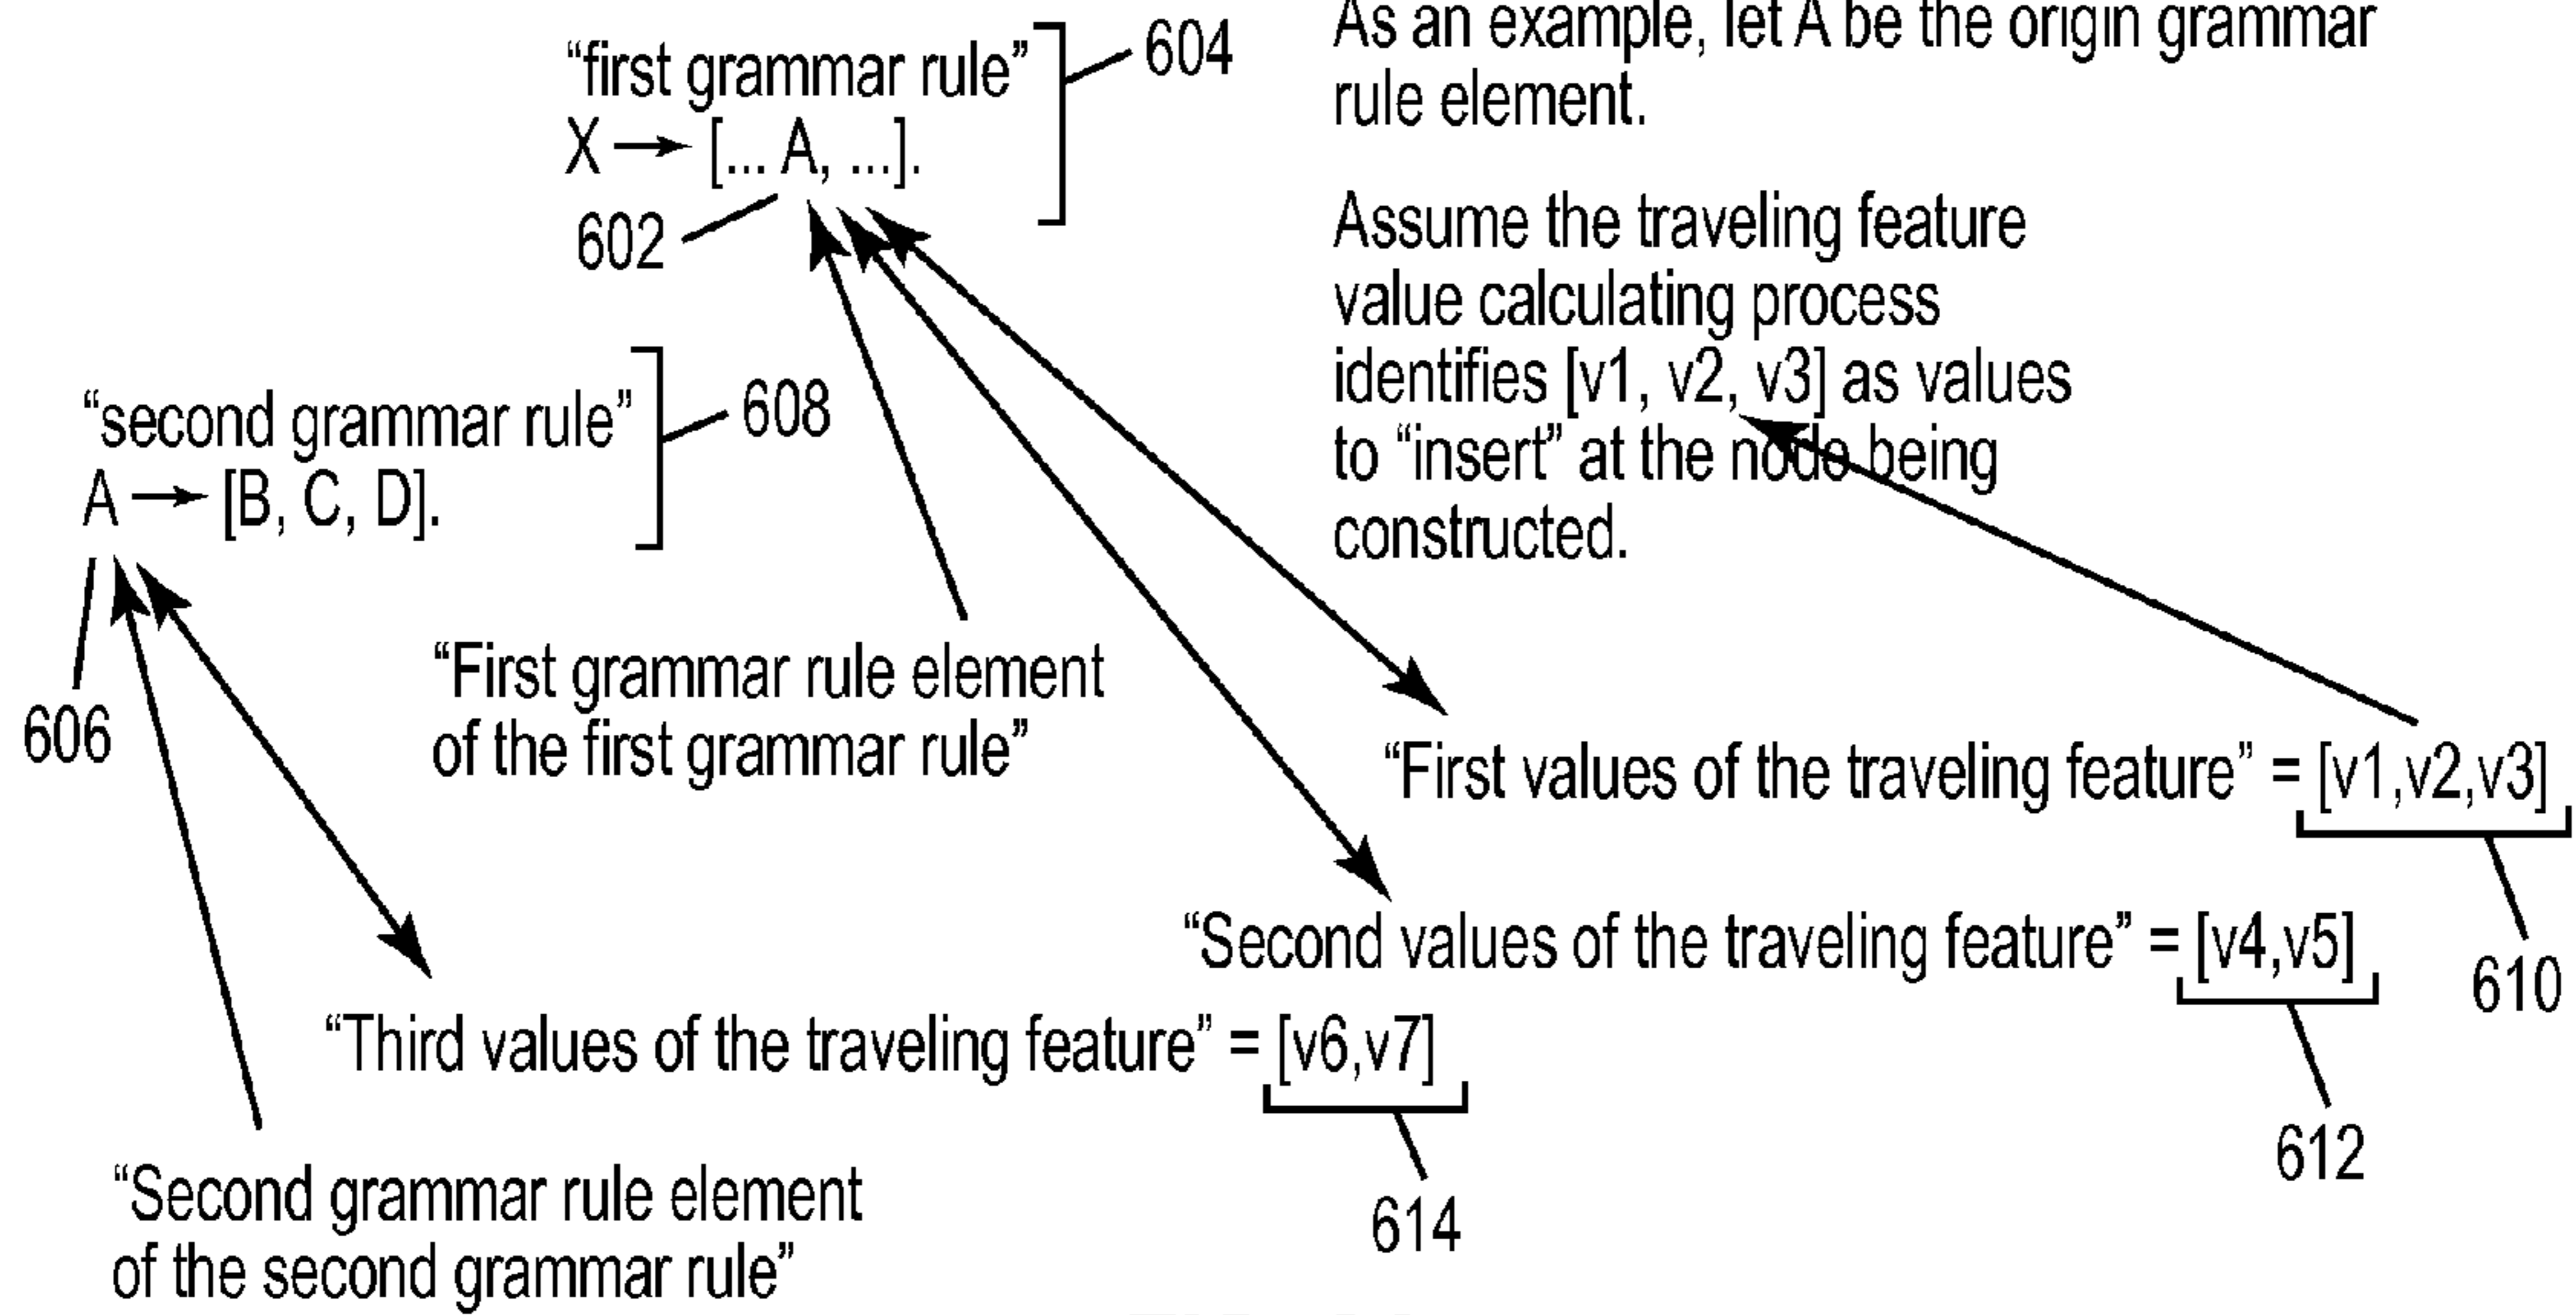 “first grammar rule”
604
X → [... A, ...].
602
As an example, let A be the origin grammar
rule element.
Assume the traveling feature
value calculating process
identifies [v1, v2, v3] as values
to “insert” at the node being
constructed.
“second grammar rule”
608
A → [B, C, D].
606
“First grammar rule element
of the first grammar rule”
“First values of the traveling feature” = [v1,v2,v3]
610
“Second values of the traveling feature” = [v4,v5]
612
“Third values of the traveling feature” = [v6,v7]
614
“Second grammar rule element
of the second grammar rule”